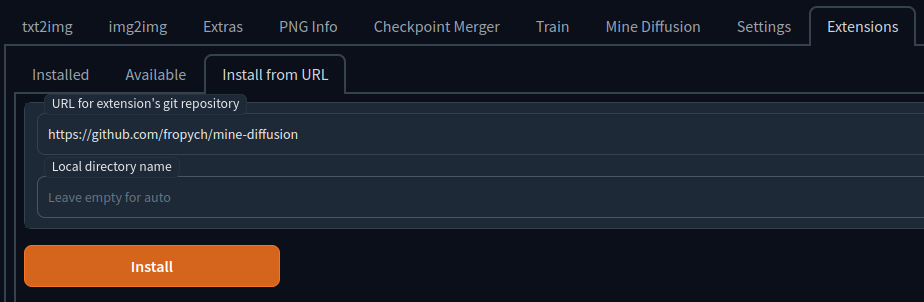 txt2img img2img Extras PNG Info Checkpoint Merger Train Mine Diffusion Settings Extensions
Installed Available Install from URL
URL for extension's git repository
https://github.com/fropych/mine-diffusion
Local directory name
Leave empty for auto
Install